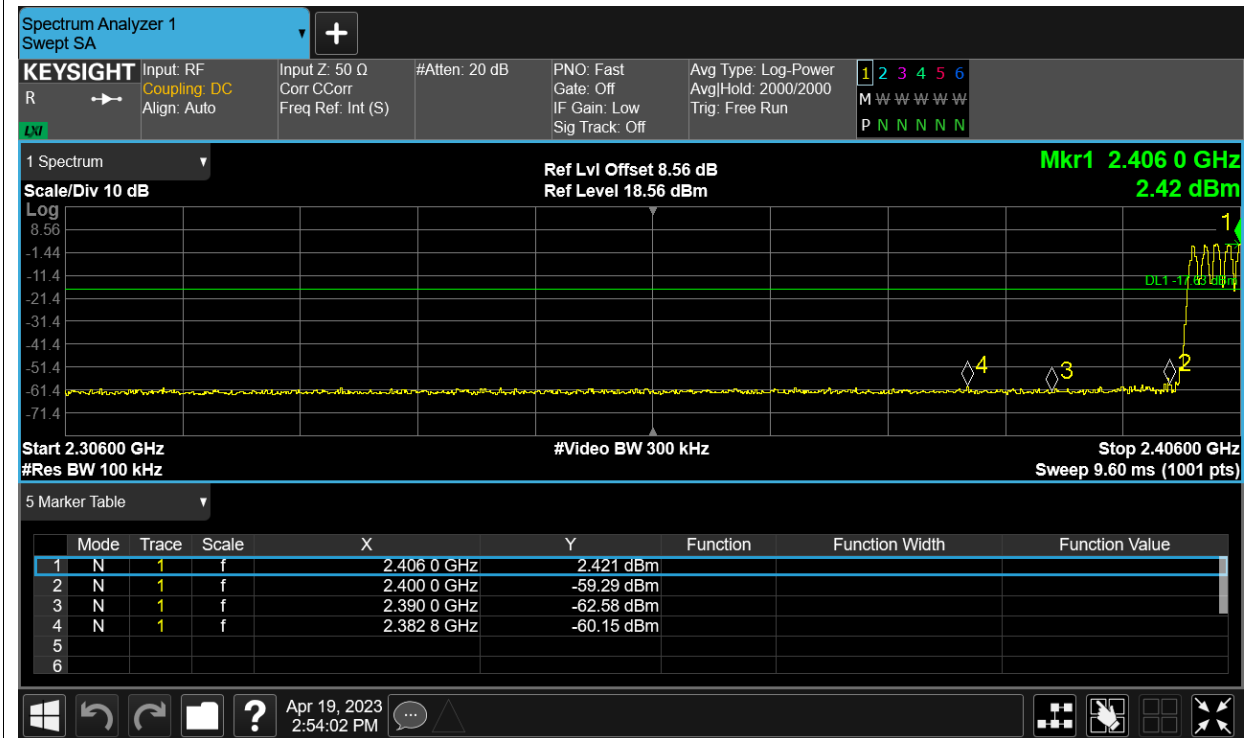 Spectrum Analyzer 1
Swept SA
KEYSIGHT Input: RF Input Z: 50 Ω #Atten: 20 dB PNO: Fast Avg Type: Log-Power 1 2 3 4 5 6
R Coupling: DC Corr CCorr Gate: Off Avg|Hold: 2000/2000 M W W W W W
Align: Auto Freq Ref: Int (S) IF Gain: Low Trig: Free Run
LXI Sig Track: Off P N N N N N N
1 Spectrum Ref Lvl Offset 8.56 dB Mkr1 2.406 0 GHz
Scale/Div 10 dB Ref Level 18.56 dBm 2.42 dBm
Log
1
8.56
-1.44
-11.4
DL1 -17.63 dBm
-21.4
-31.4
-41.4
-51.4
4 3 2
-61.4
-71.4
Start 2.30600 GHz #Video BW 300 kHz Stop 2.40600 GHz
#Res BW 100 kHz Sweep 9.60 ms (1001 pts)
5 Marker Table
Mode Trace Scale X Y Function Function Width Function Value
1 N 1 f 2.406 0 GHz 2.421 dBm
2 N 1 f 2.400 0 GHz -59.29 dBm
3 N 1 f 2.390 0 GHz -62.58 dBm
4 N 1 f 2.382 8 GHz -60.15 dBm
5
6
? Apr 19, 2023
2:54:02 PM